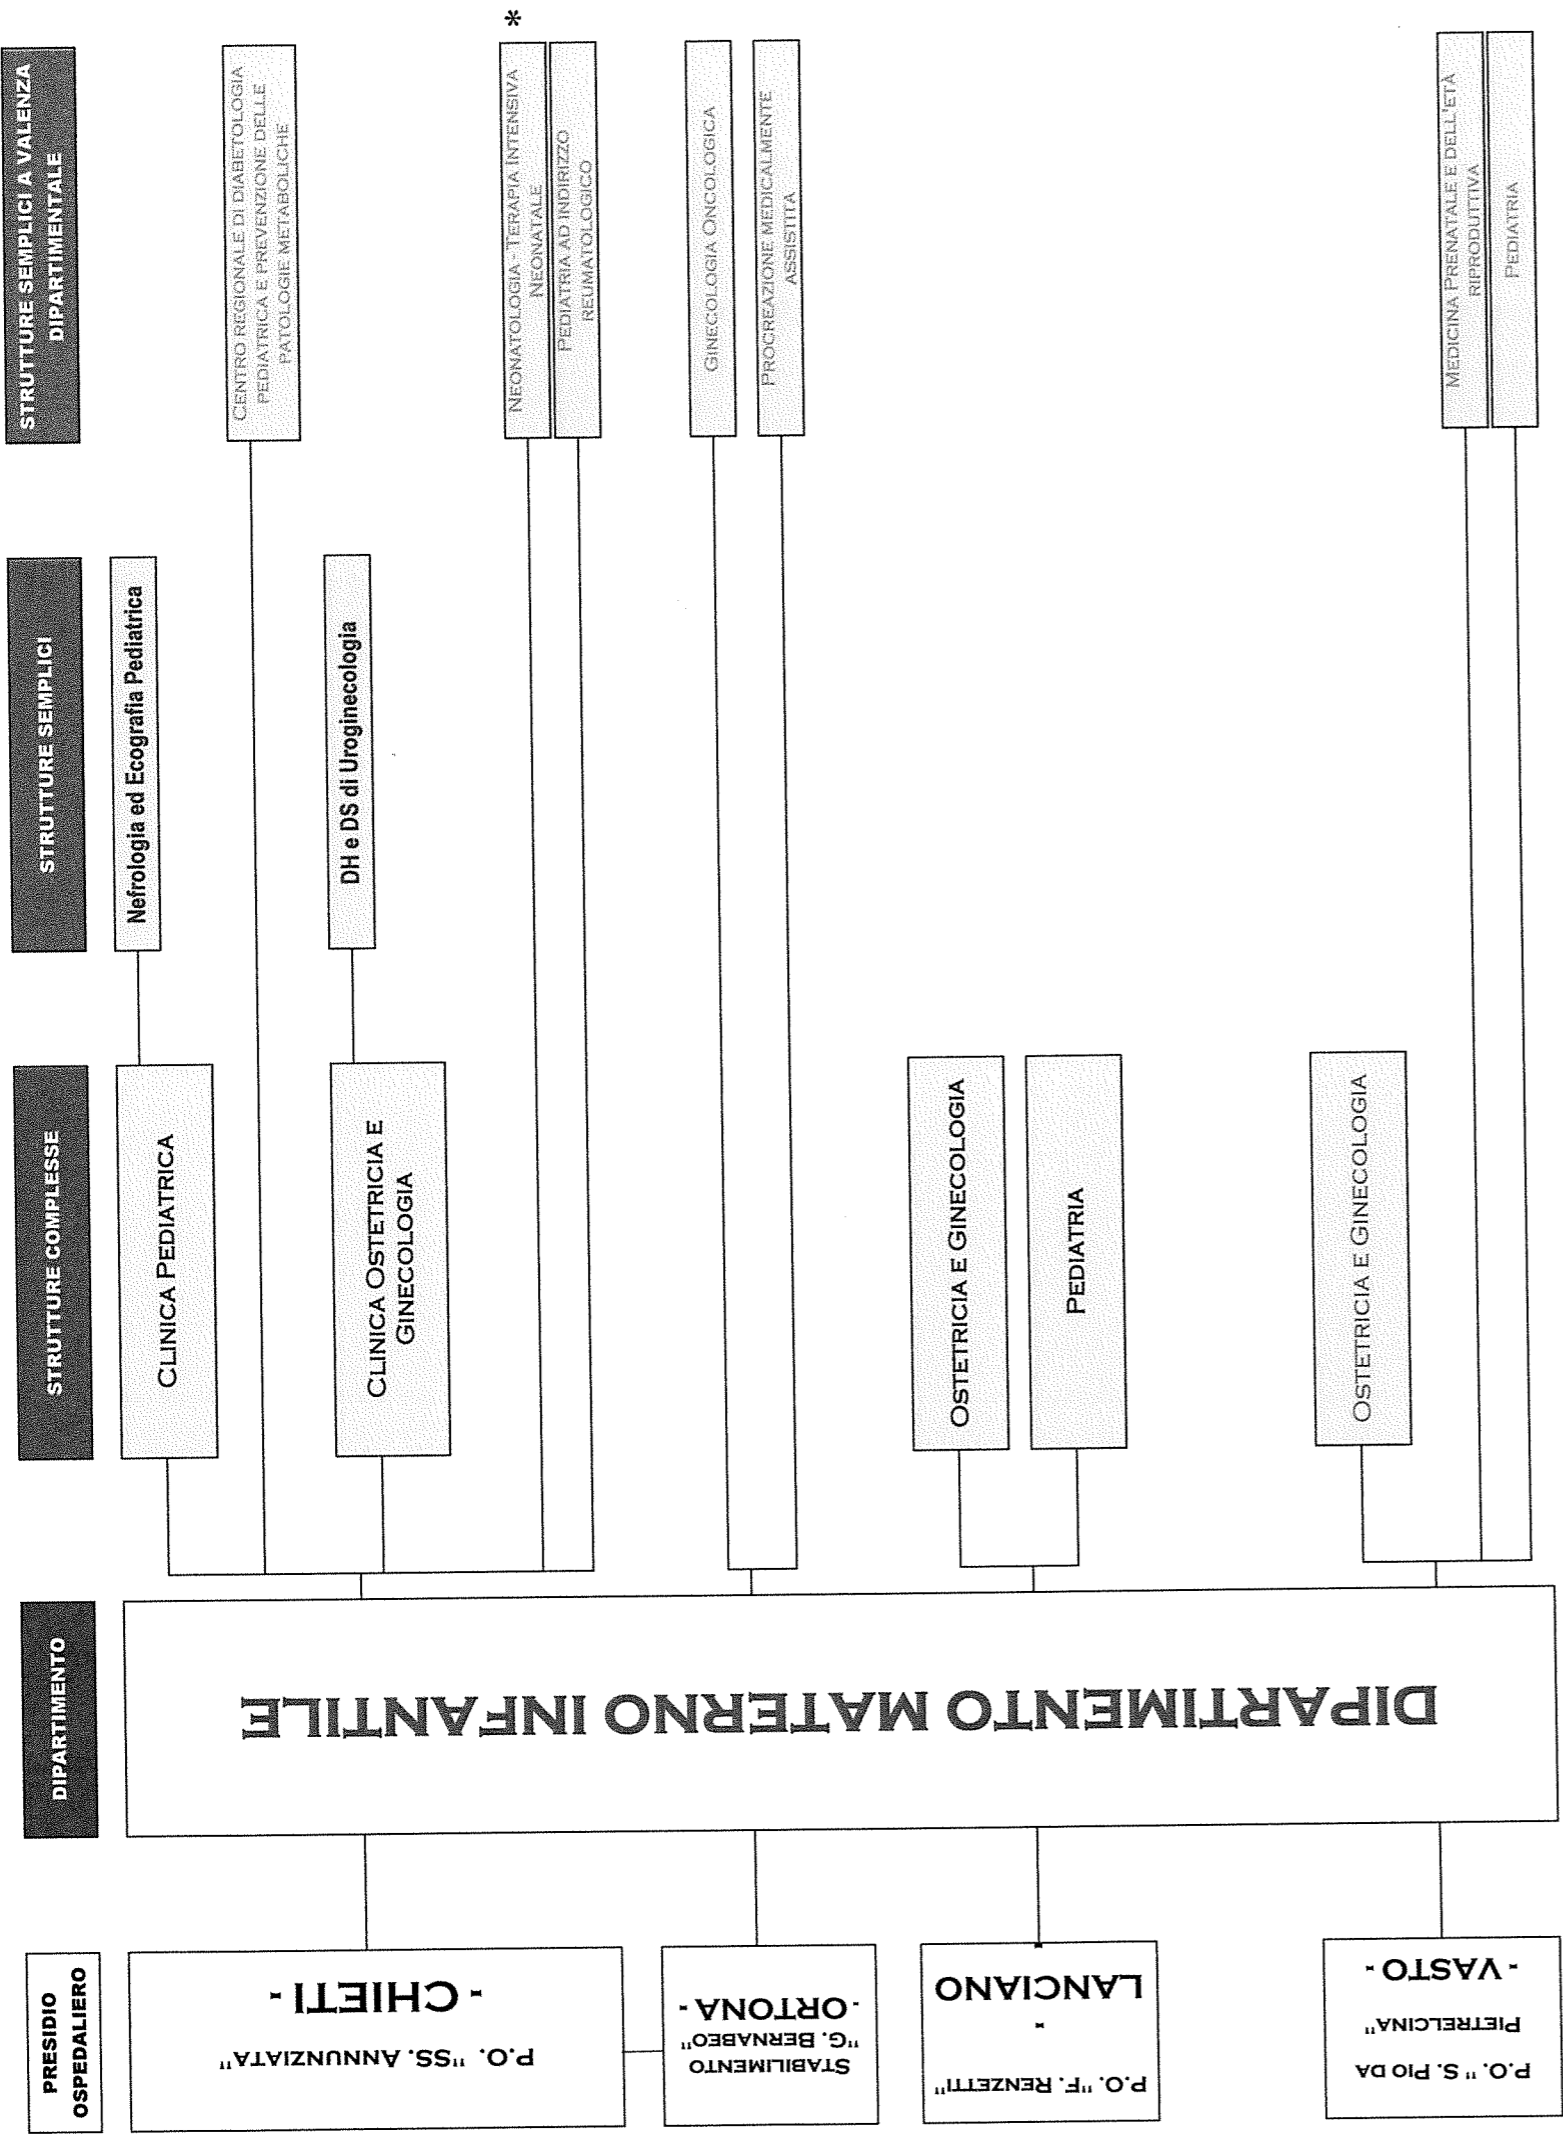 PRESIDIO
OSPEDALIERO
DIPARTIMENTO
STRUTTURE COMPLESSE
STRUTTURE SEMPLICI
STRUTTURE SEMPLICI A VALENZA
DIPARTIMENTALE
P.O. "SS. ANNUNZIATA"
- CHIETI -
STABILIMENTO
"G. BERNABEO"
- ORTONA -
P.O. "F. RENZETTI"
-
LANCIANO
-
P.O. "S. PIO DA
PIETRELCINA"
- VASTO -
DIPARTIMENTO MATERNO INFANTILE
CLINICA PEDIATRICA
Nefrologia ed Ecografia Pediatrica
CENTRO REGIONALE DI DIABETOLOGIA
PEDIATRICA E PREVENZIONE DELLE
PATOLOGIE METABOLICHE
CLINICA OSTETRICIA E
GINECOLOGIA
DH e DS di Uroginecologia
NEONATOLOGIA - TERAPIA INTENSIVA
NEONATALE
*
PEDIATRIA AD INDIRIZZO
REUMATOLOGICO
GINECOLOGIA ONCOLOGICA
PROCREAZIONE MEDICALMENTE
ASSISTITA
OSTETRICIA E GINECOLOGIA
PEDIATRIA
OSTETRICIA E GINECOLOGIA
MEDICINA PRENATALE E DELL'ETÀ
RIPRODUTTIVA
PEDIATRIA